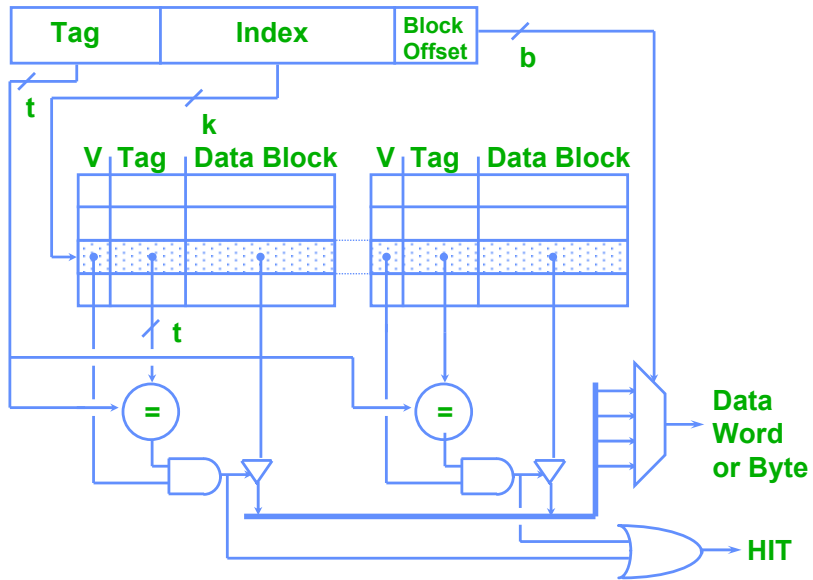 Tag
Index
Block
Offset
b
t
k
V Tag Data Block
V Tag Data Block
t
=
=
Data
Word
or Byte
HIT